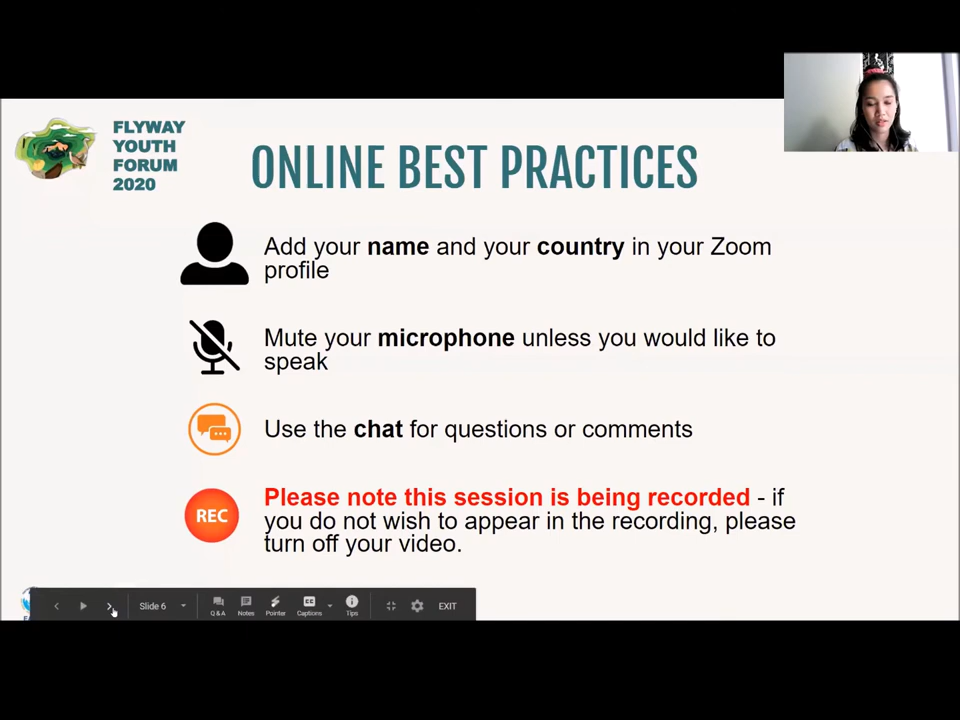 FLYWAY
YOUTH
FORUM
2020
ONLINE BEST PRACTICES
Add your name and your country in your Zoom
profile
Mute your microphone unless you would like to
speak
Use the chat for questions or comments
REC
Please note this session is being recorded - if
you do not wish to appear in the recording, please
turn off your video.
Slide 6
Q&A
Notes
Pointer
CC
Captions
Tips
EXIT